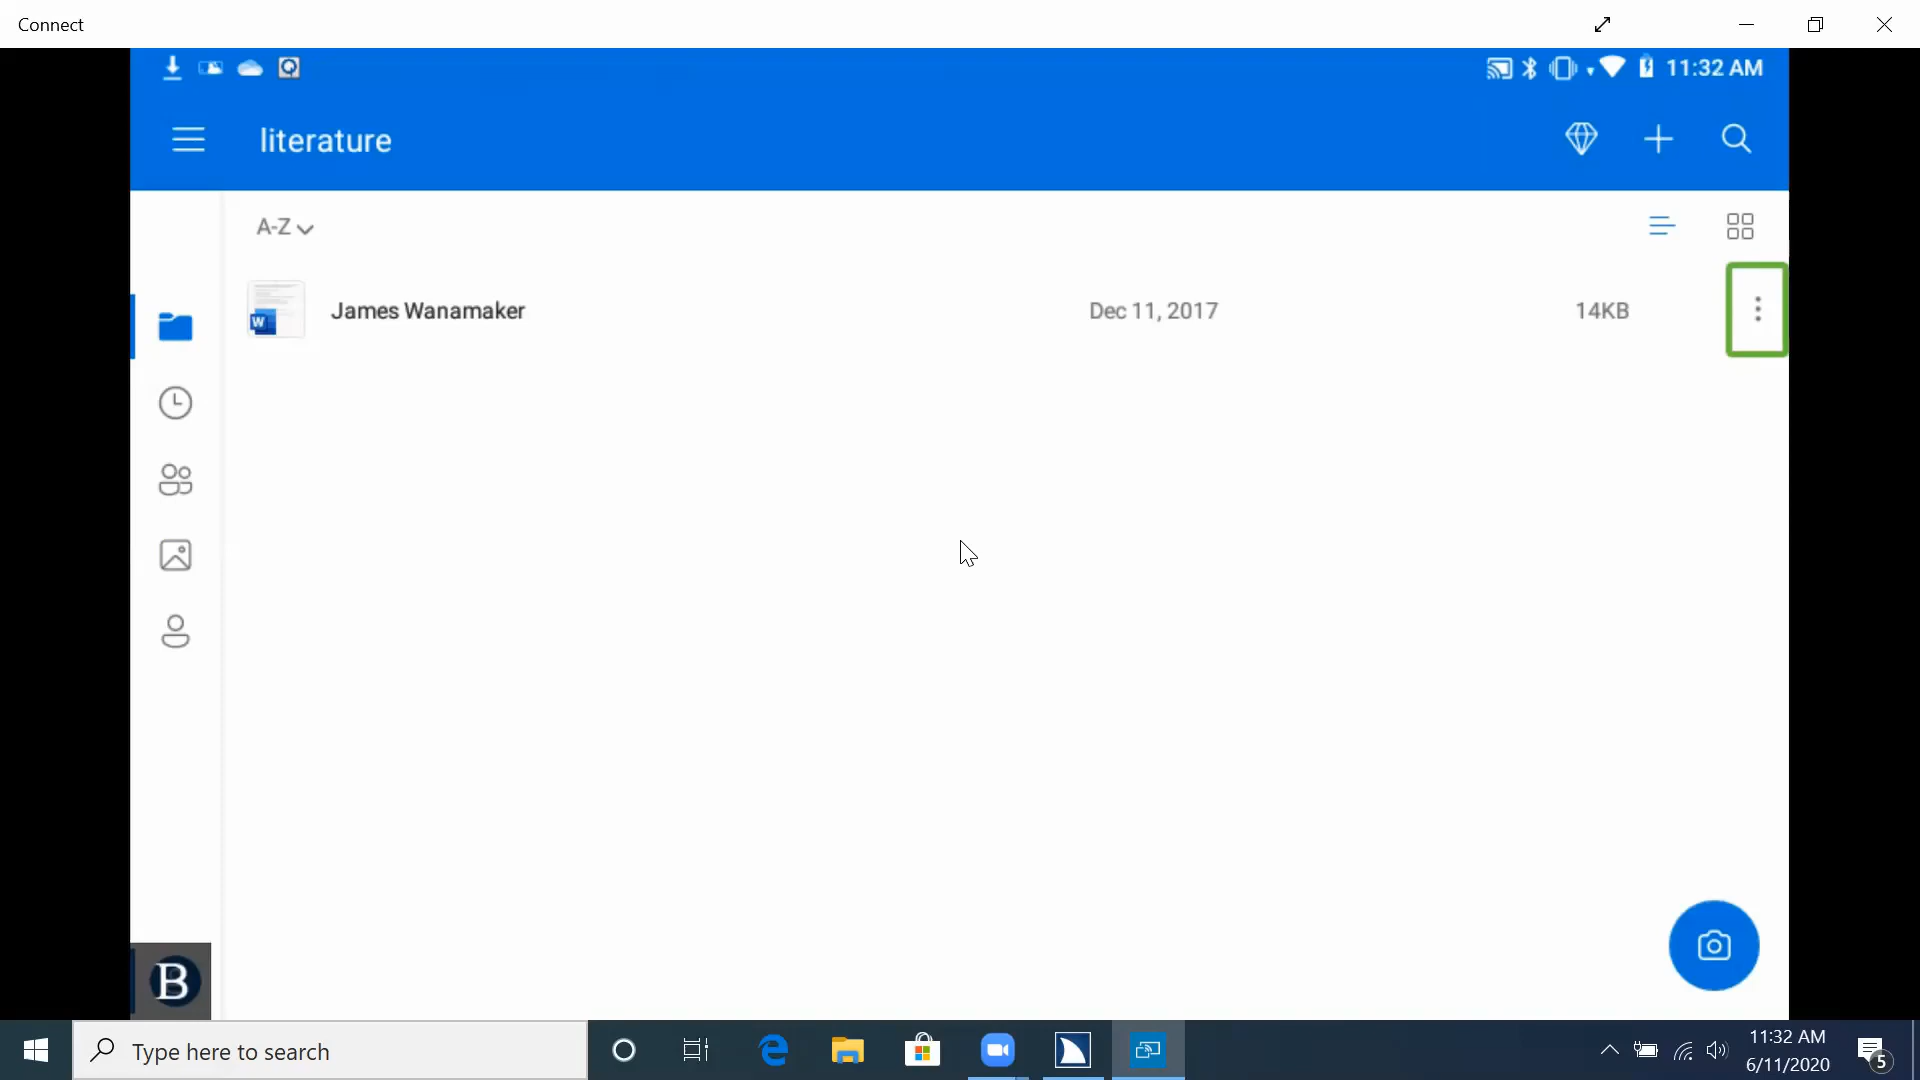 Connect
11:32 AM
literature
A-Z
W
James Wanamaker
Dec 11, 2017
14KB
B
Type here to search
11:32 AM
6/11/2020
5